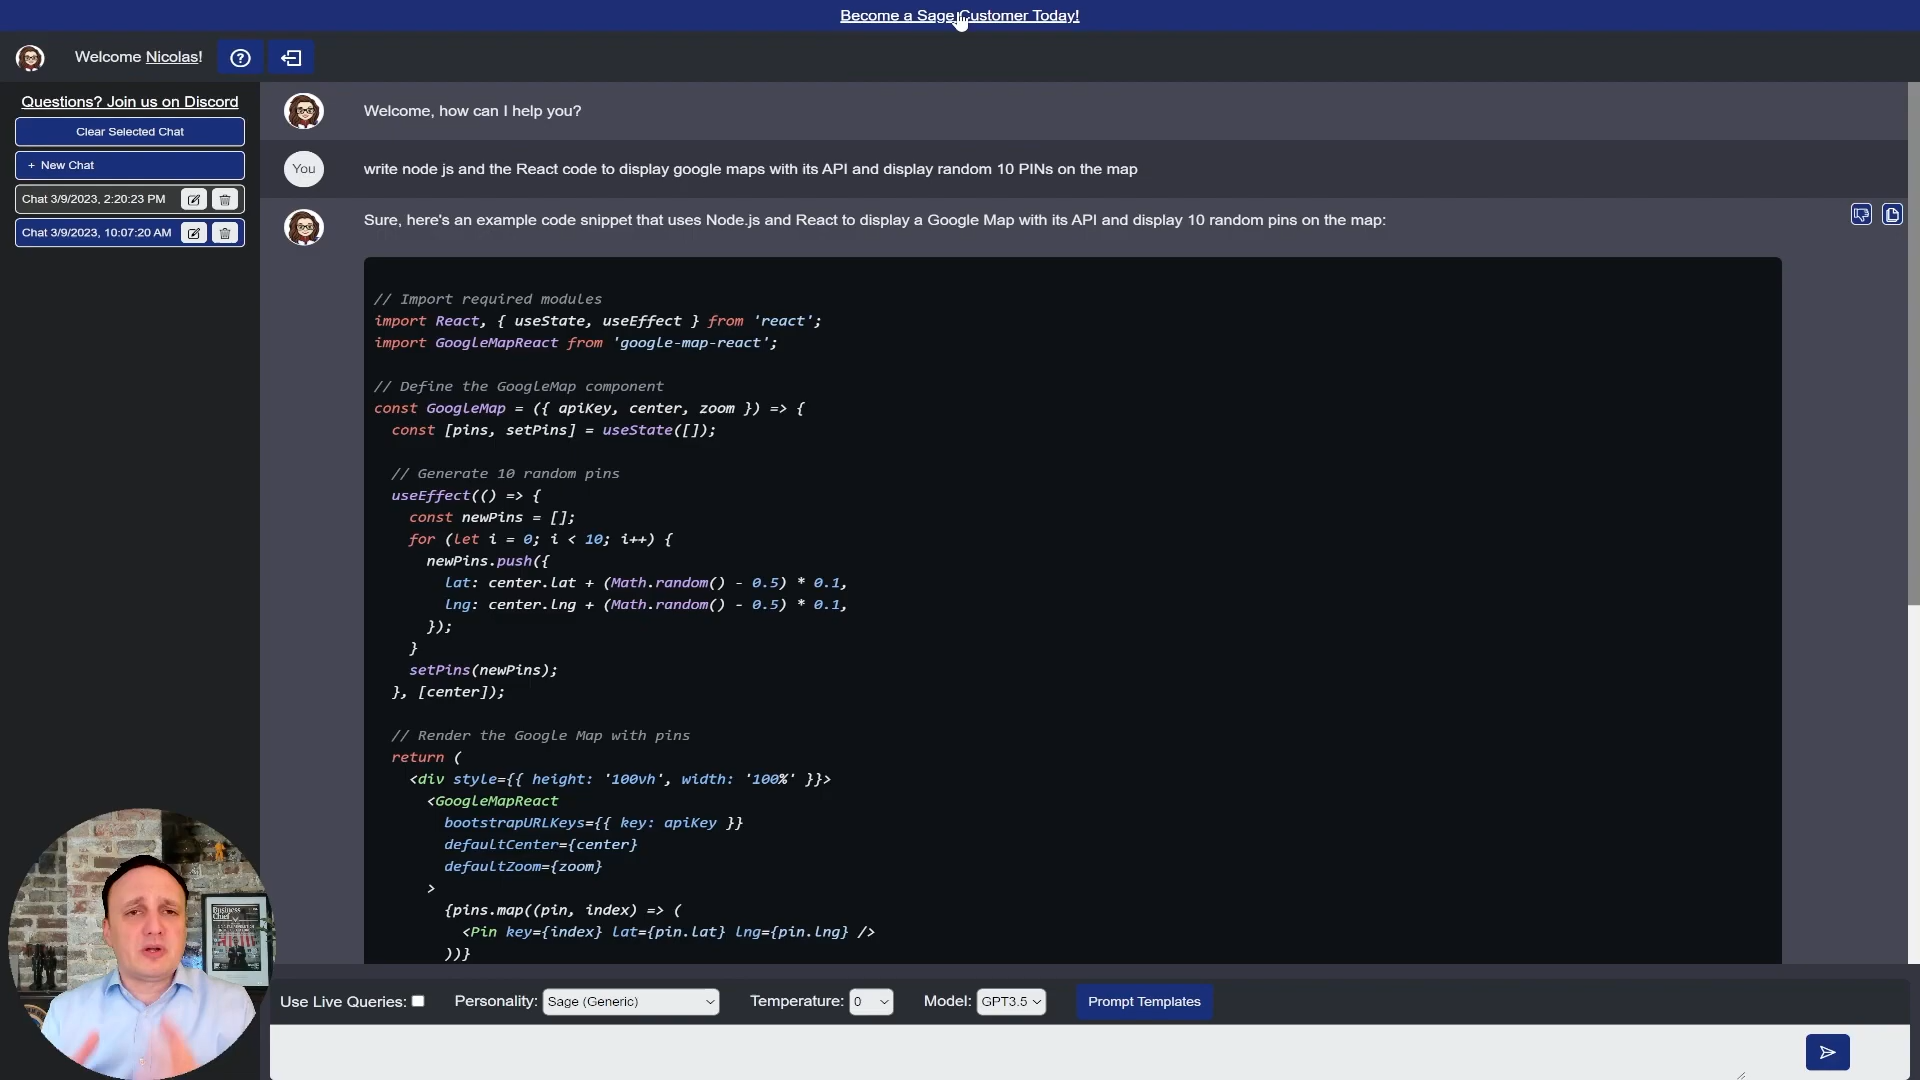 Become a Sage Customer Today!
Welcome Nicolas!
Questions? Join us on Discord
Clear Selected Chat
+ New Chat
Chat 3/9/2023, 2:20:23 PM
Chat 3/9/2023, 10:07:20 AM
Welcome, how can I help you?
You
write node js and the React code to display google maps with its API and display random 10 PINs on the map
Sure, here's an example code snippet that uses Node.js and React to display a Google Map with its API and display 10 random pins on the map:
// Import required modules
import React, { useState, useEffect } from 'react';
import GoogleMapReact from 'google-map-react';
// Define the GoogleMap component
const GoogleMap = ({ apiKey, center, zoom }) => {
const [pins, setPins] = useState([]);
// Generate 10 random pins
useEffect(() => {
const newPins = [];
for (let i = 0; i < 10; i++) {
newPins.push({
lat: center.lat + (Math.random() - 0.5) * 0.1,
lng: center.lng + (Math.random() - 0.5) * 0.1,
});
}
setPins(newPins);
}, [center]);
// Render the Google Map with pins
return (
<div style={{ height: '100vh', width: '100%' }}>
<GoogleMapReact
bootstrapURLKeys={{ key: apiKey }}
defaultCenter={center}
defaultZoom={zoom}
>
{pins.map((pin, index) => (
<Pin key={index} lat={pin.lat} lng={pin.lng} />
))}
Business Chief
Use Live Queries: Personality: Sage (Generic) Temperature: 0 Model: GPT3.5 Prompt Templates